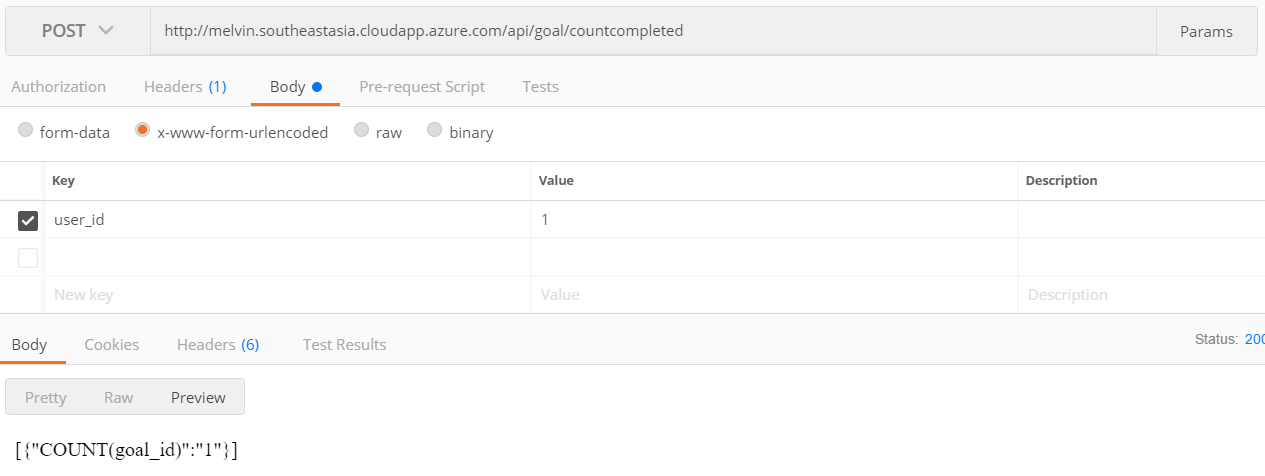 POST http://melvin.southeastasia.cloudapp.azure.com/api/goal/countcompleted Params
Authorization Headers (1) Body Pre-request Script Tests
form-data x-www-form-urlencoded raw binary
Key Value Description
user_id 1
New key Value Description
Body Cookies Headers (6) Test Results Status: 200
Pretty Raw Preview
[{"COUNT(goal_id)":"1"}]